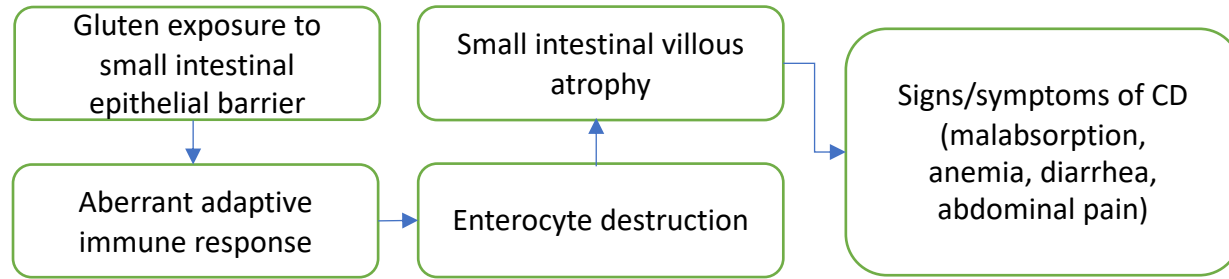 Gluten exposure to
small intestinal
epithelial barrier
Aberrant adaptive
immune response
Enterocyte destruction
Small intestinal villous
atrophy
Signs/symptoms of CD
(malabsorption,
anemia, diarrhea,
abdominal pain)